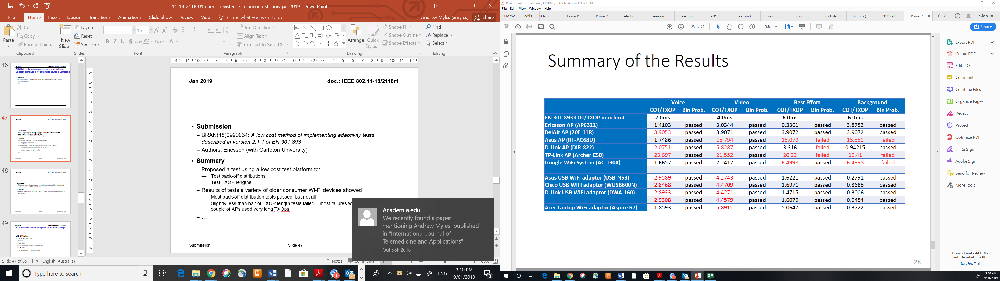 11-18-2118-01-coex-coexistence-sc-agenda-st-louis-jan-2019 - PowerPoint
File Home Insert Design Transitions Animations Slide Show Review View Tell me what you want to do... Andrew Myles (amyles) Share
Paste
Cut
Copy
Format Painter
Clipboard
New Slide
Layout
Reset
Section
Slides
16
B I U S abc AV Aa A
Font
Text Direction
Align Text
Convert to SmartArt
Paragraph
Arrange
Quick Styles
Shape Fill
Shape Outline
Shape Effects
Drawing
Find
Replace
Select
Editing
46
BRAN did not reach consensus on a proposal from
Ericsson to include a -90 dBm noise source in ED testing
47
48
49
ETSI BRAN has confirmed plans for future meetings
Jan 2019 doc.: IEEE 802.11-18/2118r1
• Submission
– BRAN(18)0990034: A low cost method of implementing adaptivity tests
described in version 2.1.1 of EN 301 893
– Authors: Ericsson (with Carleton University)
• Summary
– Proposed a test using a low cost test platform to:
— Test back-off distributions
— Test TXOP lengths
– Results of tests a variety of older consumer Wi-Fi devices showed
— Most back-off distribution tests passed, but not all
— Slightly less than half of TXOP length tests failed – most failures w
couple of APs used very long TXOps
– ...
Submission Slide 47
Academia.edu
We recently found a paper
mentioning Andrew Myles published
in "International Journal of
Telemedicine and Applications"
Outlook 2016
Slide 47 of 65 English (Australia) Notes Comments 66%
Type here to search
ENG
3:10 PM
9/01/2019
3
PowerPoint Presentation (SECURED) - Adobe Acrobat Reader DC
File Edit View Window Help
Home Tools SO-IEC... PowerP... PowerP... election... ieee-pri... election... 2017_c... sa_om (... sa_om (... sb_om (... sb_byla... sb_om (... 2019cal... PowerP... × Sign In
28 / 29 108% Share
Summary of the Results
Voice Video Best Effort Background
COT/TXOP Bin Prob. COT/TXOP Bin Prob. COT/TXOP Bin Prob. COT/TXOP Bin Prob.
EN 301 893 COT/TXOP max limit 2.0ms 4.0ms 6.0ms 6.0ms
Ericsson AP (AP6321) 1.4103 passed 3.0344 passed 0.3361 passed 3.8752 passed
BelAir AP (20E-11R) 3.9053 passed 3.9071 passed 3.9072 passed 3.9072 passed
Asus AP (RT-AC68U) 1.7486 passed 15.794 passed 15.079 failed 15.551 failed
D-Link AP (DIR-822) 2.0751 passed 5.8287 passed 3.316 failed 0.94215 passed
TP-Link AP (Archer C50) 23.697 passed 21.552 passed 20.23 failed 19.41 failed
Google WiFi System (AC-1304) 1.6657 passed 2.2417 passed 6.4998 passed 6.4998 failed
Asus USB WiFi adaptor (USB-N53) 2.9589 passed 4.2743 passed 1.6221 passed 0.2791 passed
Cisco USB WiFi adaptor (WUSB600N) 2.8468 passed 4.4709 passed 1.6971 passed 0.3685 passed
D-Link USB WiFi adaptor (DWA-160) 2.8933 passed 4.4271 passed 1.4715 passed 0.3006 passed
2.9308 passed 4.4579 passed 1.6079 passed 0.9454 passed
Acer Laptop WiFi adaptor (Aspire R7) 1.8593 passed 5.8911 passed 5.0647 passed 0.3722 passed
28
Export PDF
Create PDF
Edit PDF
Comment
Combine Files
Organize Pages
Redact
Protect
Optimize PDF
Fill & Sign
Adobe Sign
Send for Review
More Tools
Convert and edit PDFs
with Acrobat Pro DC
Start Free Trial
3:10 PM
9/01/2019